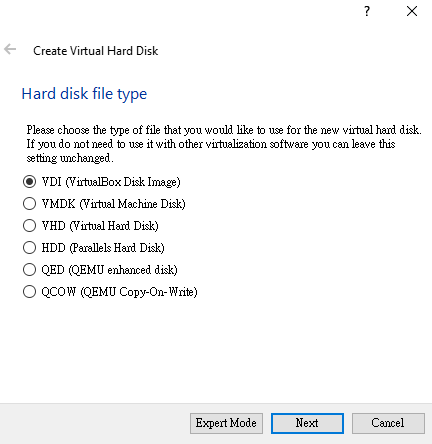 ?
Create Virtual Hard Disk
Hard disk file type
Please choose the type of file that you would like to use for the new virtual hard disk.
If you do not need to use it with other virtualization software you can leave this
setting unchanged.
VDI (VirtualBox Disk Image)
VMDK (Virtual Machine Disk)
VHD (Virtual Hard Disk)
HDD (Parallels Hard Disk)
QED (QEMU enhanced disk)
QCOW (QEMU Copy-On-Write)
Expert Mode Next Cancel